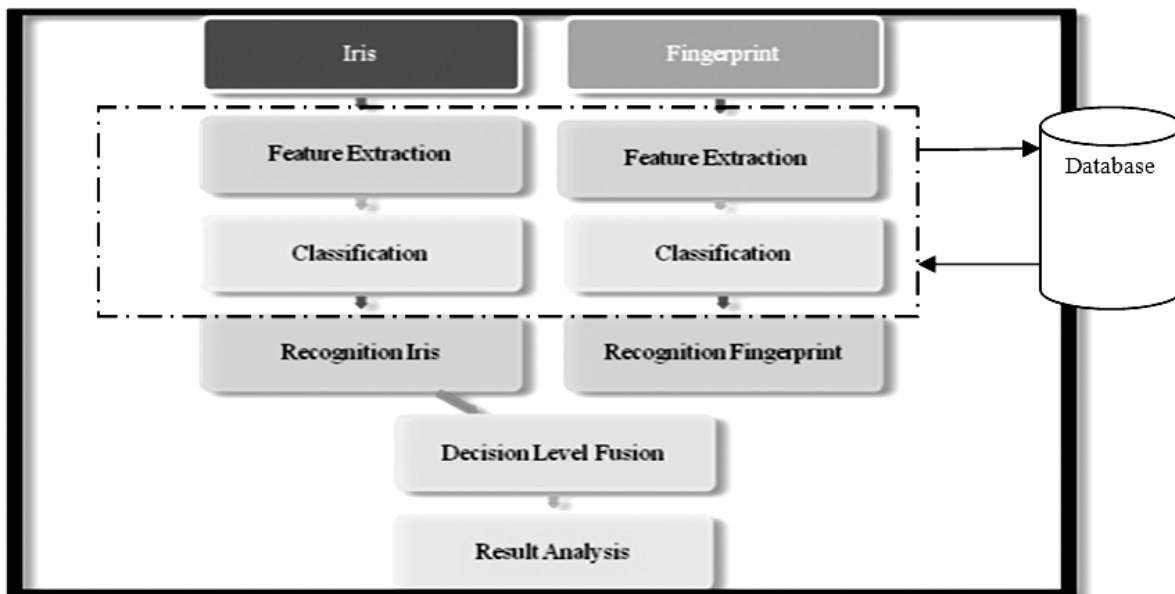 Iris
Fingerprint
Feature Extraction
Feature Extraction
Database
Classification
Classification
Recognition Iris
Recognition Fingerprint
Decision Level Fusion
Result Analysis